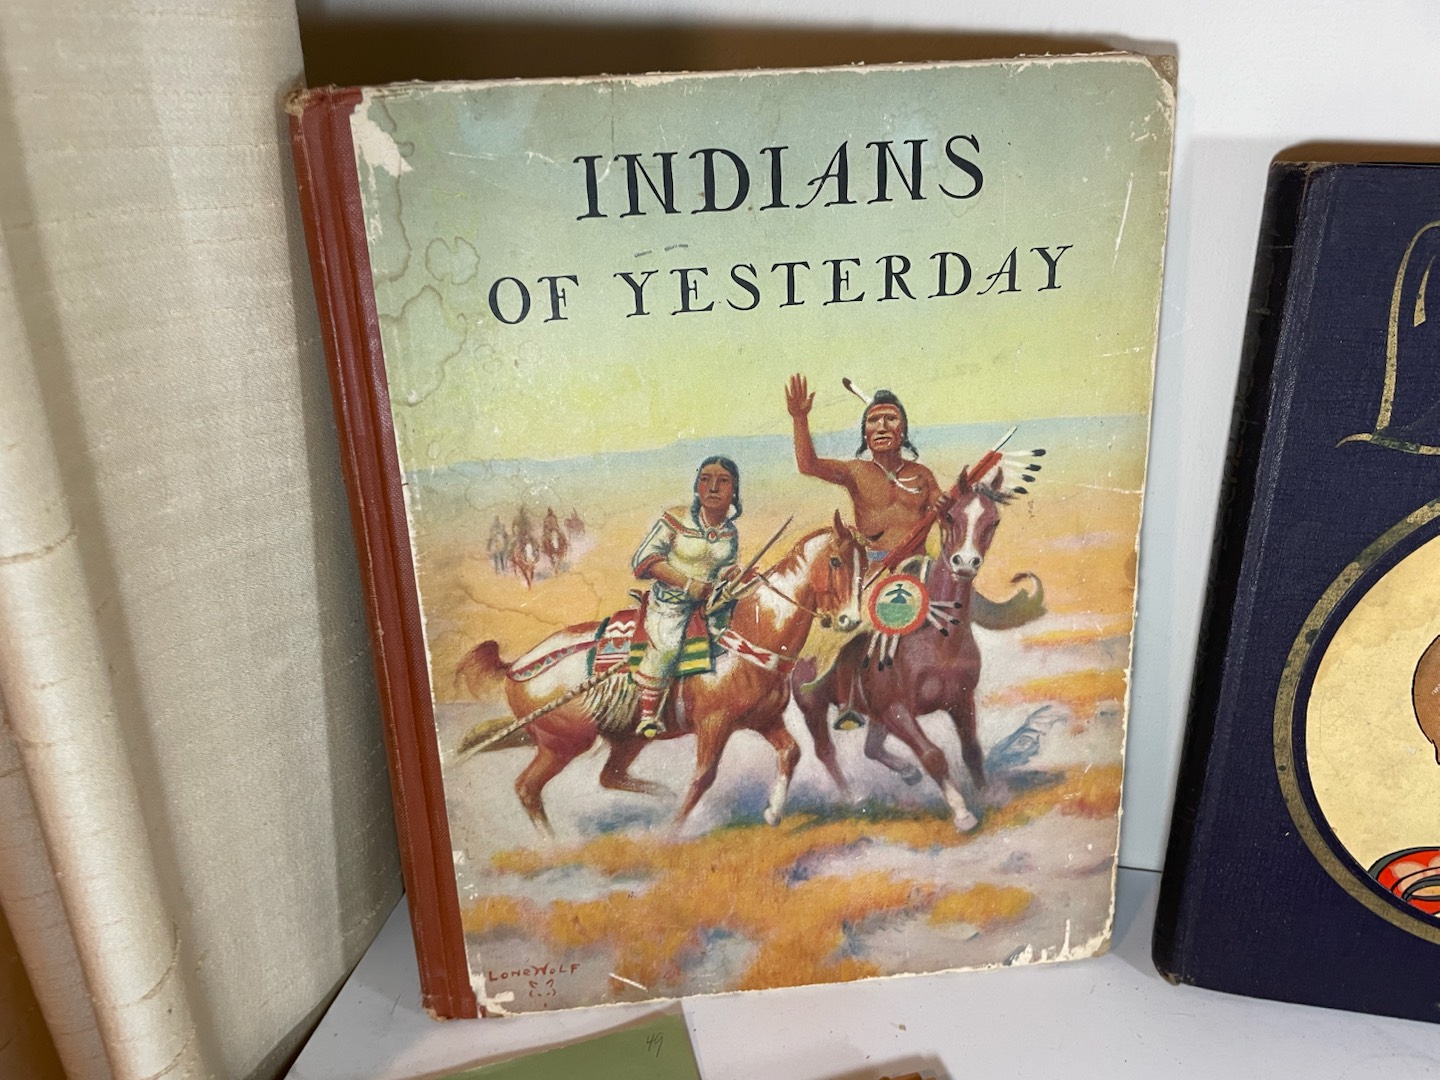 INDIANS
OF YESTERDAY
LONE WOLF
49